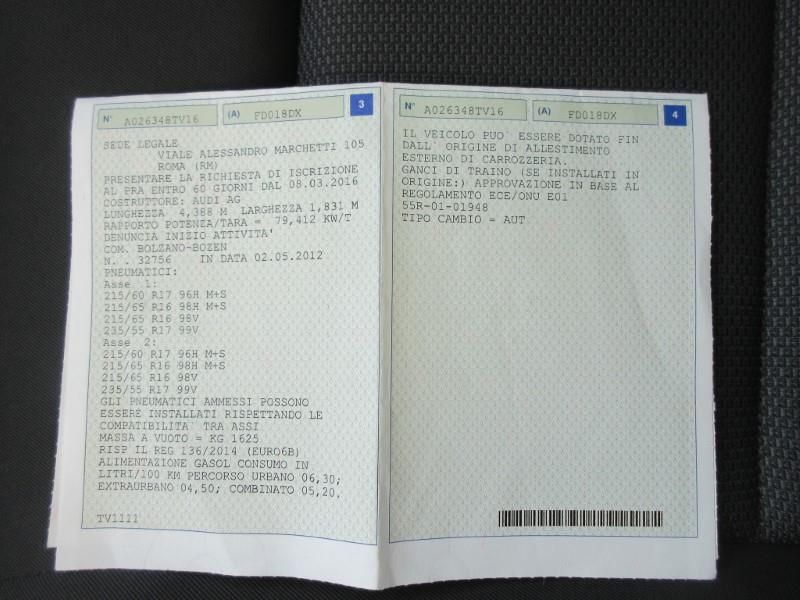 N° A026348TV16 (A) FD018DX 3
SEDE LEGALE
VIALE ALESSANDRO MARCHETTI 105
ROMA (RM)
PRESENTARE LA RICHIESTA DI ISCRIZIONE
AL PRA ENTRO 60 GIORNI DAL 08.03.2016
COSTRUTTORE: AUDI AG
LUNGHEZZA 4,388 M LARGHEZZA 1,831 M
RAPPORTO POTENZA/TARA = 79,412 KW/T
DENUNCIA INIZIO ATTIVITA'
COM. BOLZANO-BOZEN
N. . 32756 IN DATA 02.05.2012
PNEUMATICI:
Asse 1:
215/60 R17 96H M+S
215/65 R16 98H M+S
215/65 R16 98V
235/55 R17 99V
Asse 2:
215/60 R17 96H M+S
215/65 R16 98H M+S
215/65 R16 98V
235/55 R17 99V
GLI PNEUMATICI AMMESSI POSSONO
ESSERE INSTALLATI RISPETTANDO LE
COMPATIBILITA` TRA ASSI
MASSA A VUOTO = KG 1625
RISP IL REG 136/2014 (EURO6B)
ALIMENTAZIONE GASOL CONSUMO IN
LITRI/100 KM PERCORSO URBANO 06,30;
EXTRAURBANO 04,50; COMBINATO 05,20.
TV1111
N° A026348TV16 (A) FD018DX 4
IL VEICOLO PUO` ESSERE DOTATO FIN
DALL` ORIGINE DI ALLESTIMENTO
ESTERNO DI CARROZZERIA.
GANCI DI TRAINO (SE INSTALLATI IN
ORIGINE:) APPROVAZIONE IN BASE AL
REGOLAMENTO ECE/ONU E01
55R-01-01948
TIPO CAMBIO = AUT